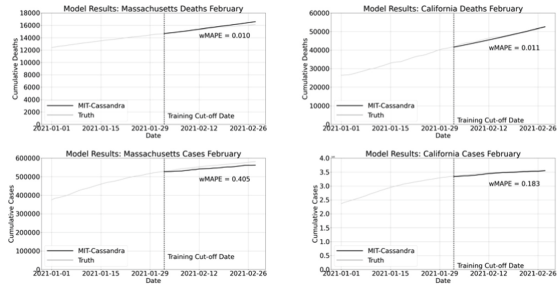 Model Results: Massachusetts Deaths February
18000
16000
14000
12000
10000
8000
6000
4000
2000
0
Cumulative Deaths
wMAPE = 0.010
MIT-Cassandra
Truth
Training Cut-off Date
2021-01-01 2021-01-15 2021-01-29 2021-02-12 2021-02-26
Date
Model Results: California Deaths February
60000
50000
40000
30000
20000
10000
0
Cumulative Deaths
wMAPE = 0.011
MIT-Cassandra
Truth
Training Cut-off Date
2021-01-01 2021-01-15 2021-01-29 2021-02-12 2021-02-26
Date
Model Results: Massachusetts Cases February
600000
500000
400000
300000
200000
100000
0
Cumulative Cases
wMAPE = 0.405
MIT-Cassandra
Truth
Training Cut-off Date
2021-01-01 2021-01-15 2021-01-29 2021-02-12 2021-02-26
Date
Model Results: California Cases February
4.0
3.5
3.0
2.5
2.0
1.5
1.0
0.5
0.0
Cumulative Cases
wMAPE = 0.183
MIT-Cassandra
Truth
Training Cut-off Date
2021-01-01 2021-01-15 2021-01-29 2021-02-12 2021-02-26
Date